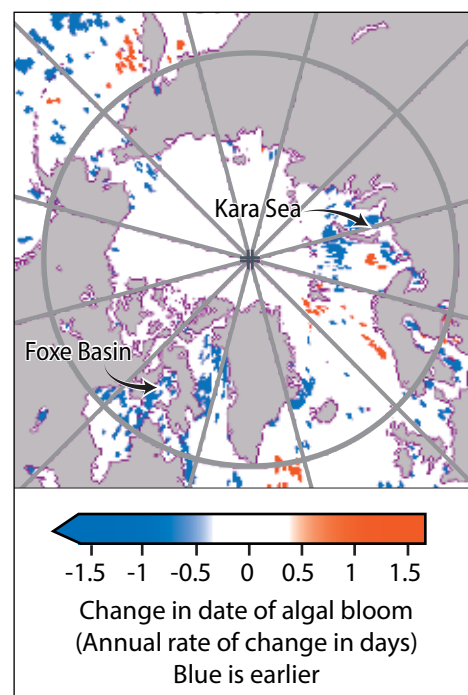 Kara Sea
Foxe Basin
-1.5 -1 -0.5 0 0.5 1 1.5
Change in date of algal bloom
(Annual rate of change in days)
Blue is earlier